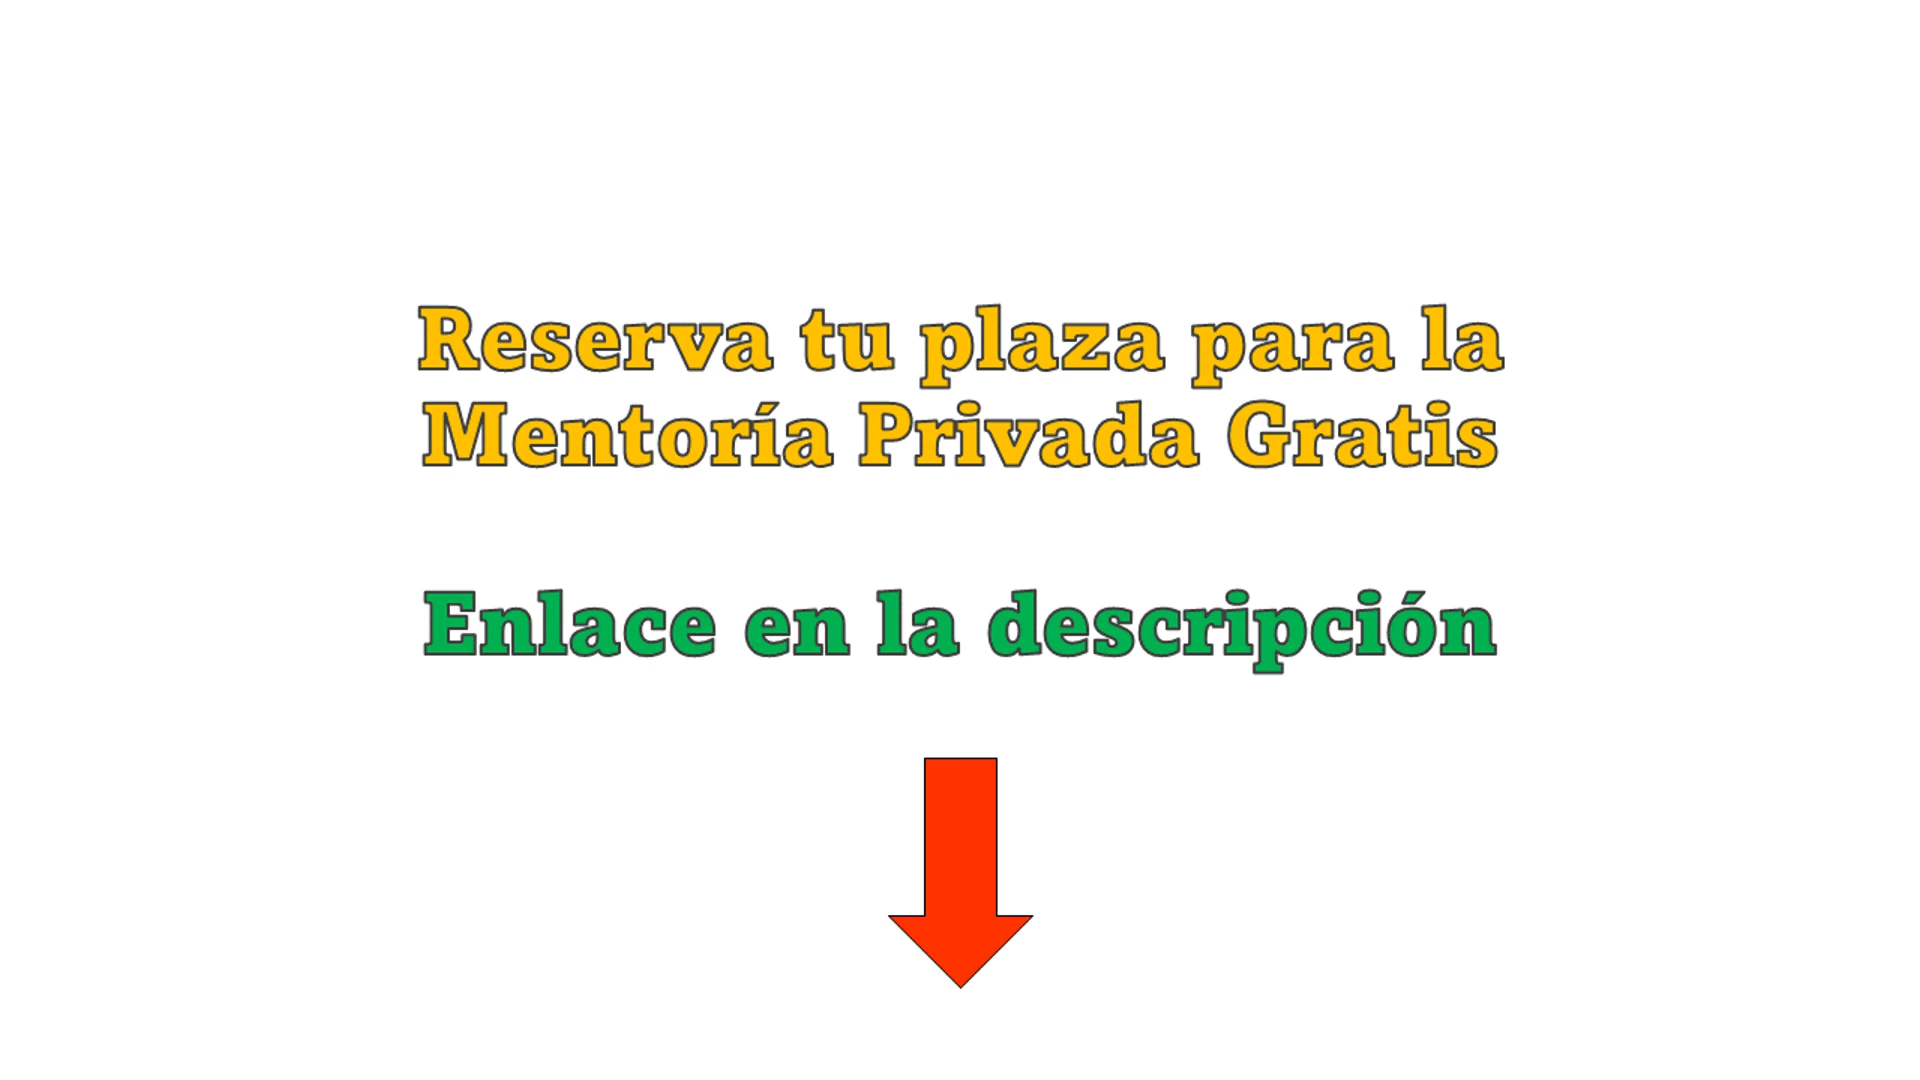 Reserva tu plaza para la
Mentoría Privada Gratis
Enlace en la descripción